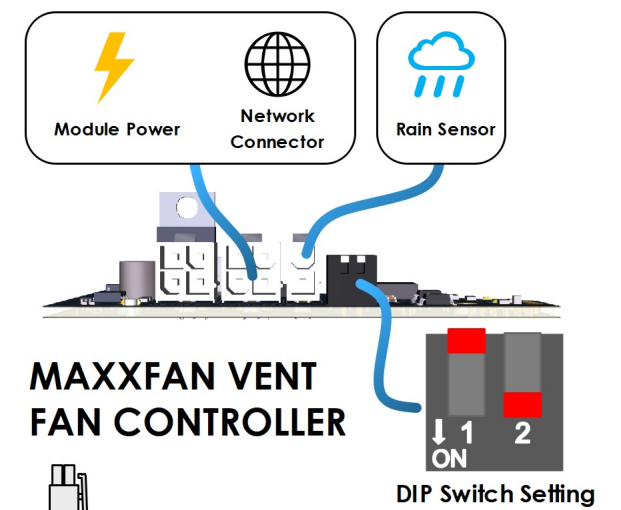 Module Power
Network
Connector
Rain Sensor
MAXXFAN VENT
FAN CONTROLLER
↓ 1 2
ON
DIP Switch Setting